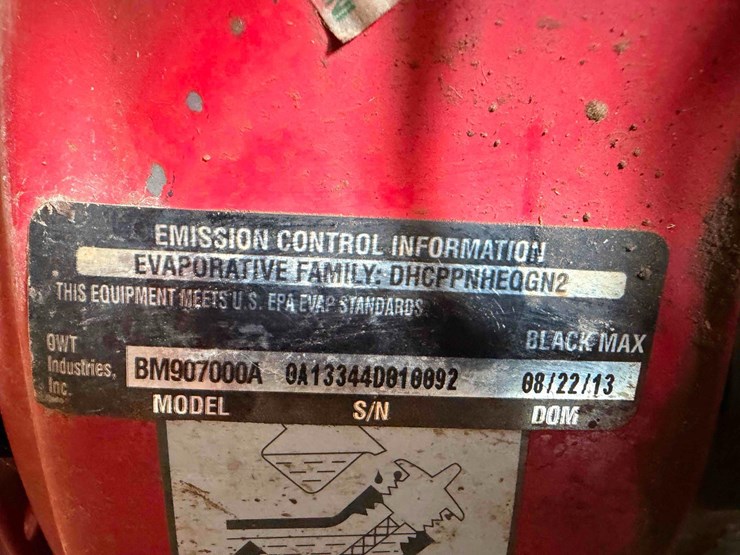 EMISSION CONTROL INFORMATION
EVAPORATIVE FAMILY: DHCPPNHEQGN2
THIS EQUIPMENT MEETS U.S. EPA EVAP STANDARDS
BLACK MAX
OWT
Industries,
Inc.
BM907000A 0A13344D010092 08/22/13
MODEL S/N DOM